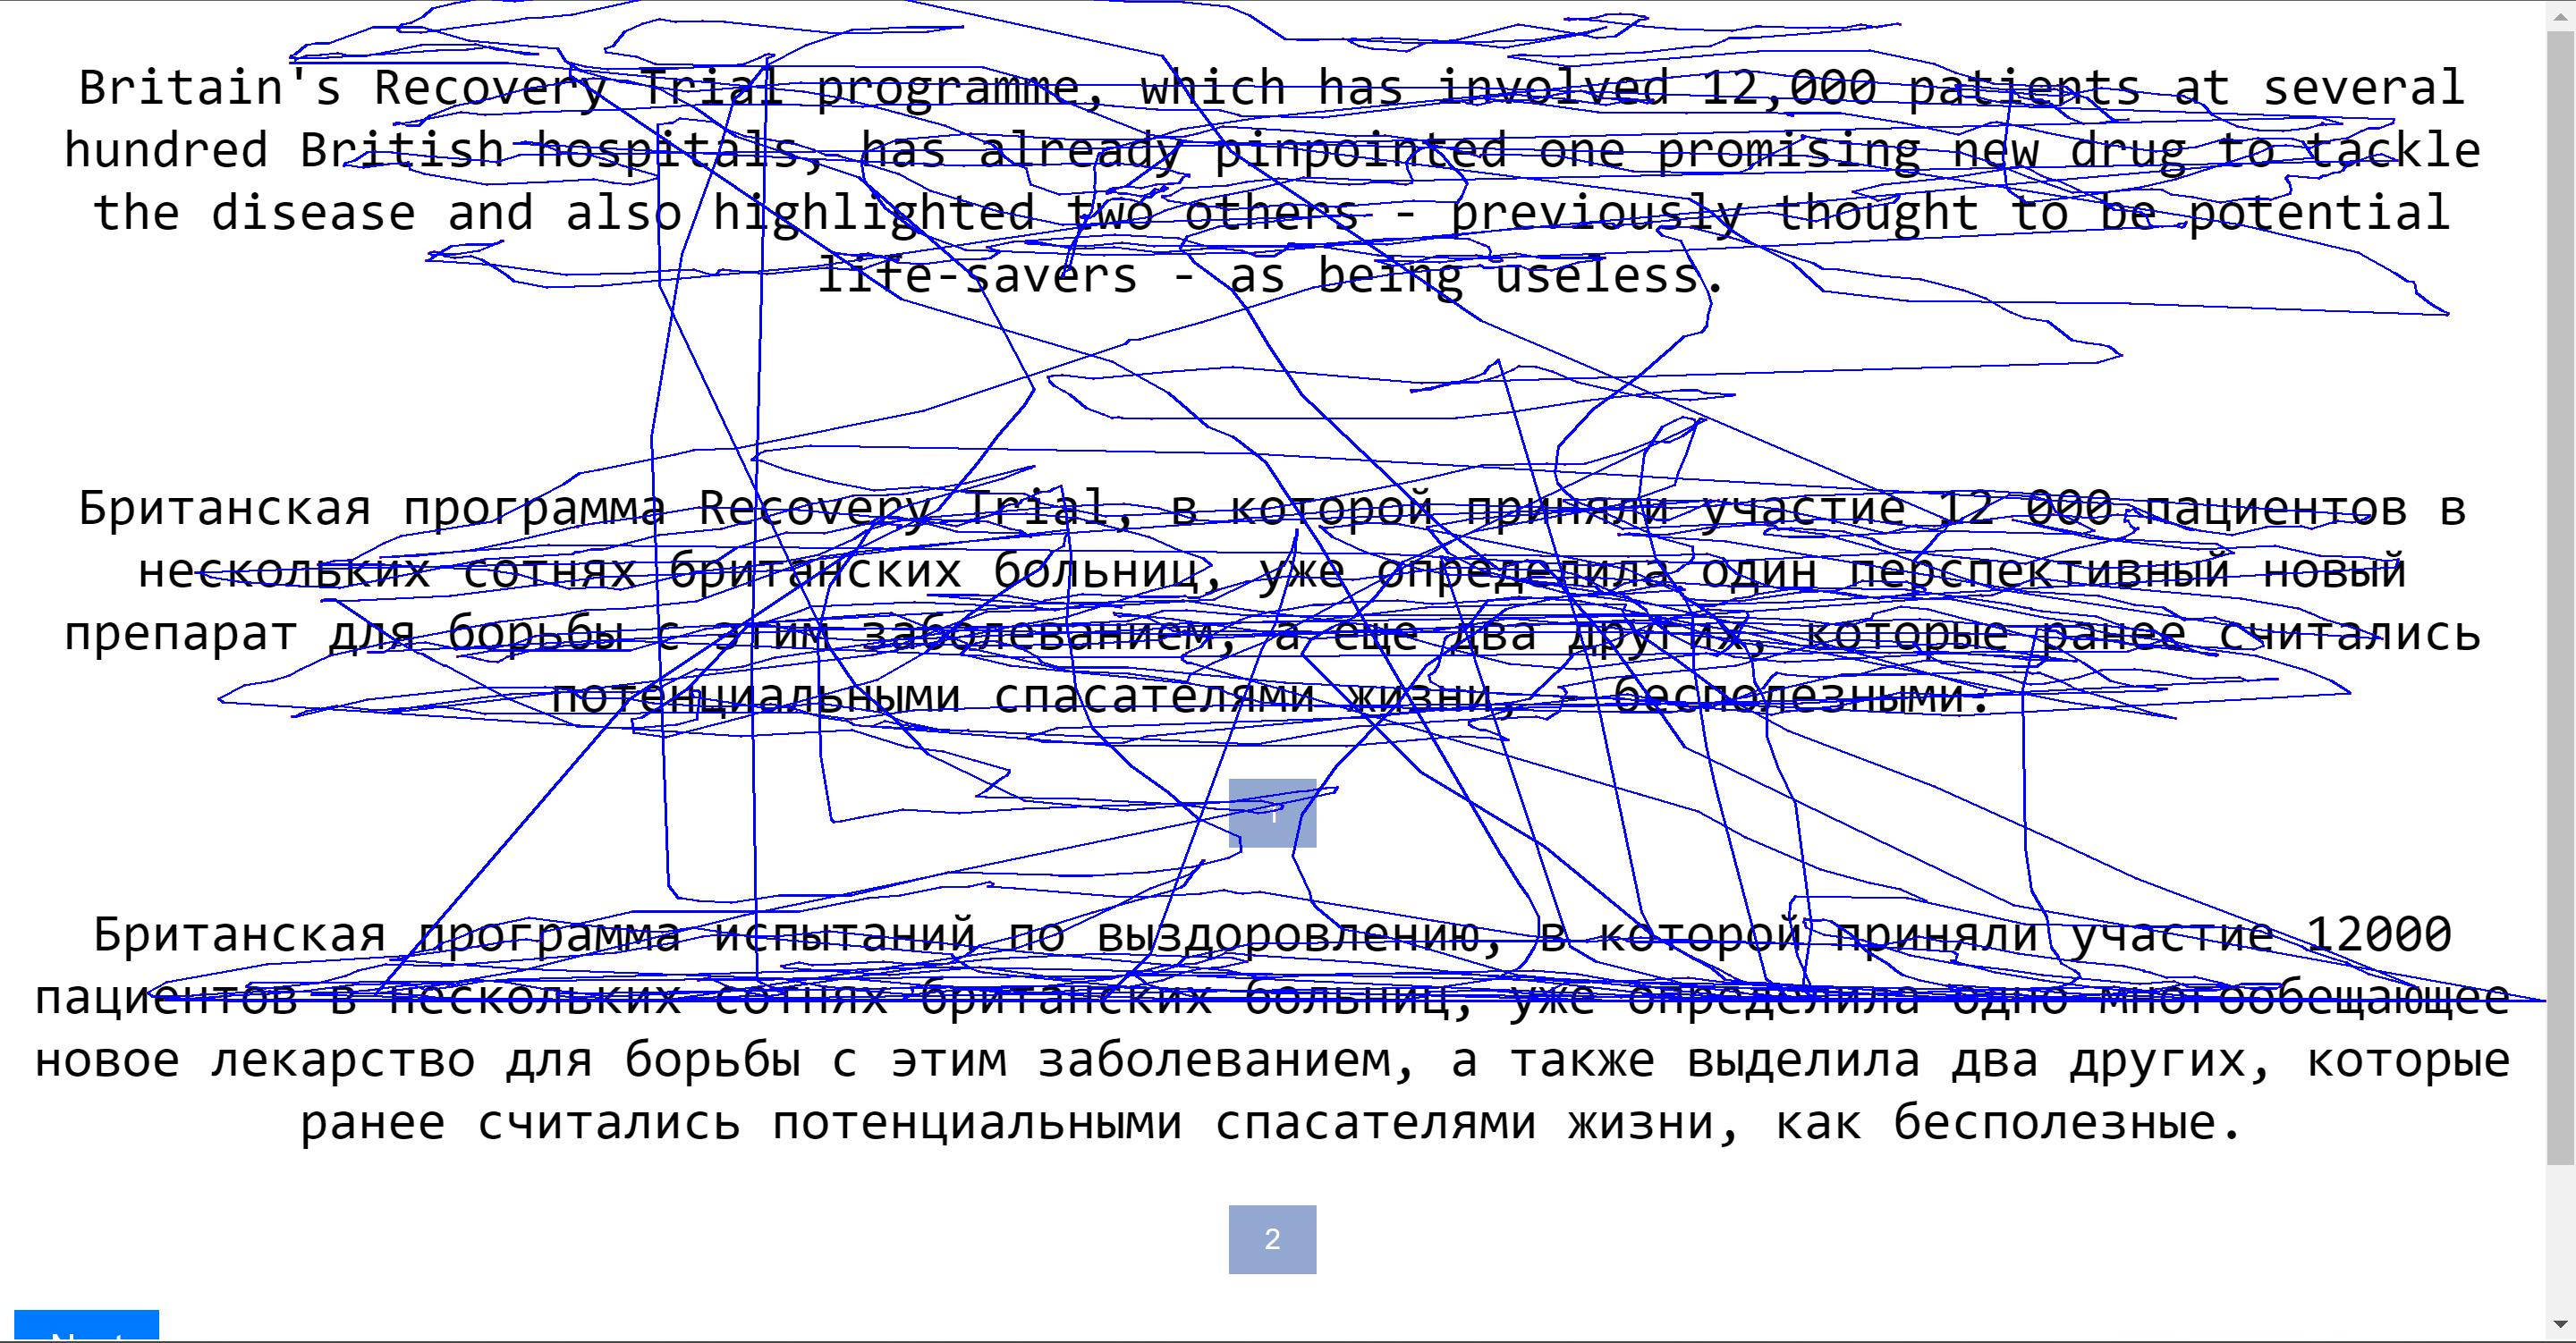 Britain's Recovery Trial programme, which has involved 12,000 patients at several
hundred British hospitals, has already pinpointed one promising new drug to tackle
the disease and also highlighted two others - previously thought to be potential
life-savers - as being useless.
Британская программа Recovery Trial, в которой приняли участие 12 000 пациентов в
нескольких сотнях британских больниц, уже определила один перспективный новый
препарат для борьбы с этим заболеванием, а еще два других, которые ранее считались
потенциальными спасателями жизни, - бесполезными.
1
Британская программа испытаний по выздоровлению, в которой приняли участие 12000
пациентов в нескольких сотнях британских больниц, уже определила одно многообещающее
новое лекарство для борьбы с этим заболеванием, а также выделила два других, которые
ранее считались потенциальными спасателями жизни, как бесполезные.
2